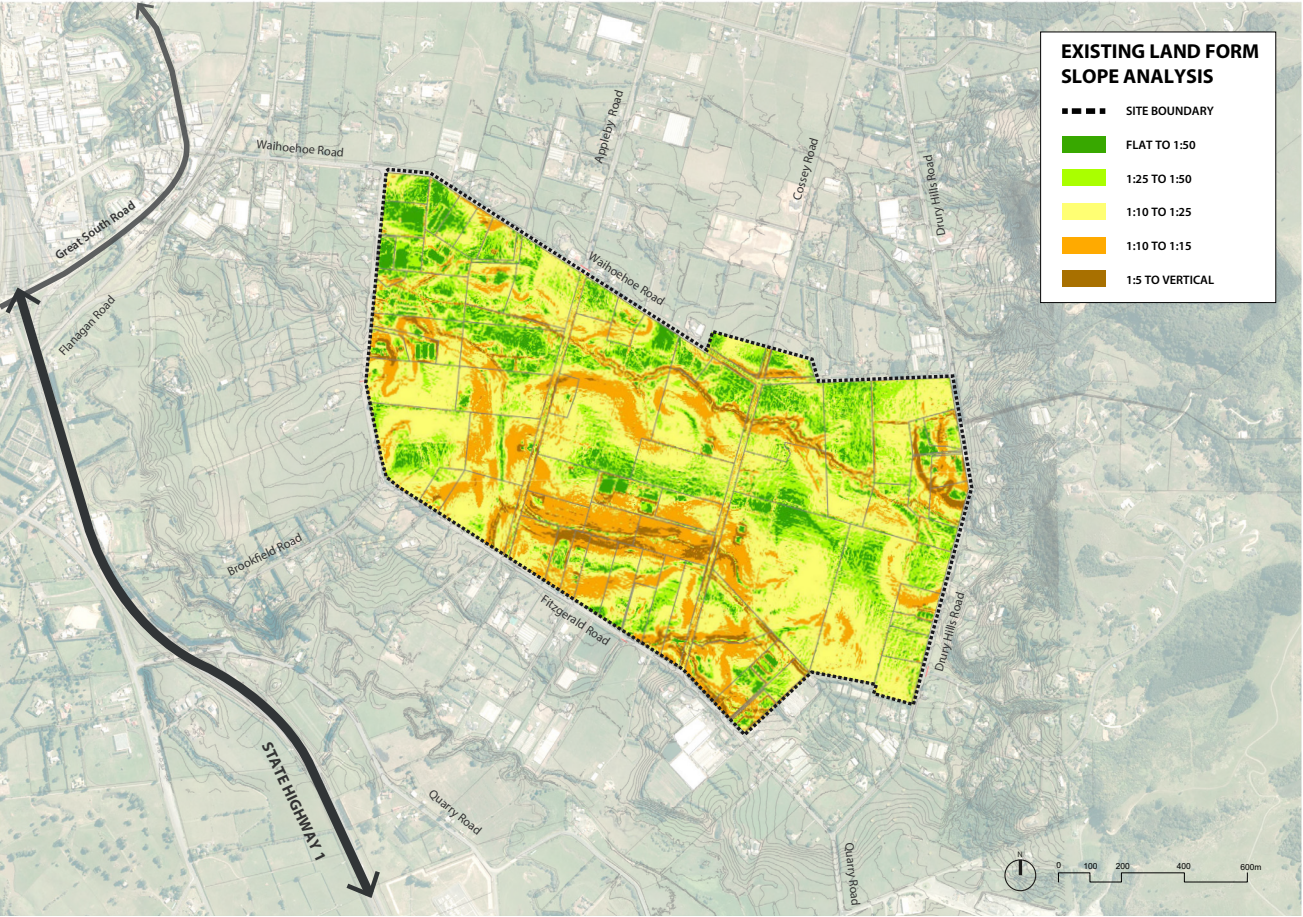 EXISTING LAND FORM
SLOPE ANALYSIS
SITE BOUNDARY
FLAT TO 1:50
1:25 TO 1:50
1:10 TO 1:25
1:10 TO 1:15
1:5 TO VERTICAL
Waihoehoe Road
Appleby Road
Cossey Road
Drury Hills Road
Great South Road
Waihoehoe Road
Flanagan Road
Brookfield Road
Fitzgerald Road
Drury Hills Road
STATE HIGHWAY 1
Quarry Road
Quarry Road
N
0 100 200 400 600m